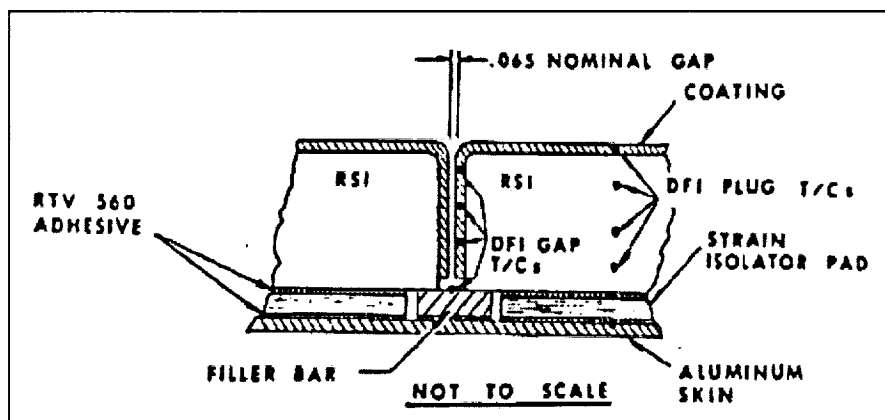 .065 NOMINAL GAP
COATING
RSI
RSI
DFI PLUG T/Cs
RTV 560
ADHESIVE
DFI GAP
T/Cs
STRAIN
ISOLATOR PAD
FILLER BAR
ALUMINUM
SKIN
NOT TO SCALE